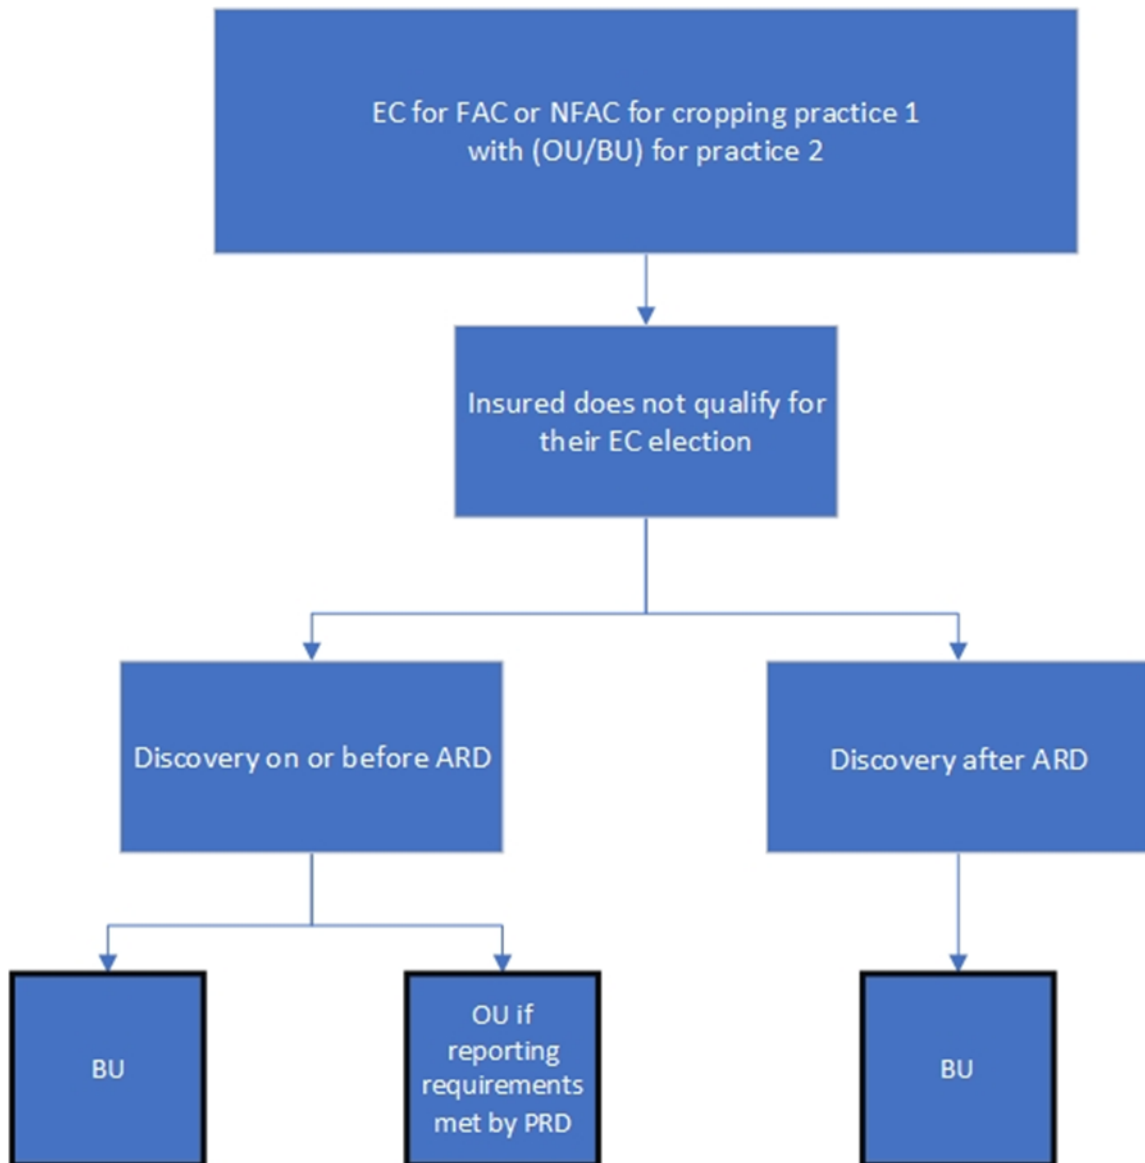 EC for FAC or NFAC for cropping practice 1
with (OU/BU) for practice 2
Insured does not qualify for
their EC election
Discovery on or before ARD
Discovery after ARD
BU
OU if
reporting
requirements
met by PRD
BU